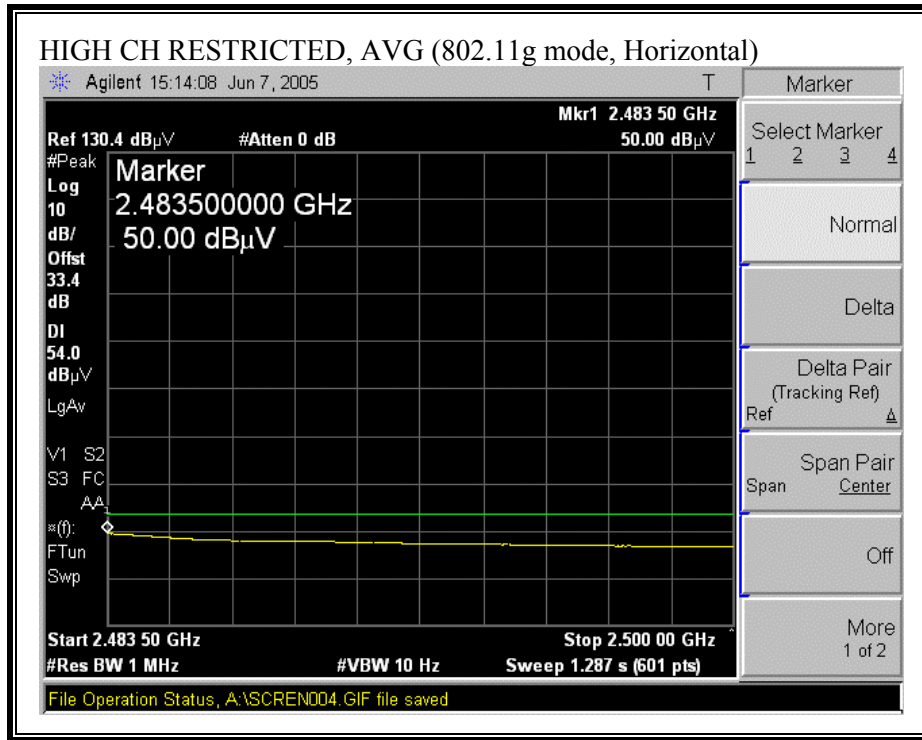 HIGH CH RESTRICTED, AVG (802.11g mode, Horizontal)
Agilent 15:14:08 Jun 7, 2005 T
Mkr1 2.483 50 GHz
Ref 130.4 dBµV #Atten 0 dB 50.00 dBµV
#Peak
Log
10
dB/
Offst
33.4
dB
DI
54.0
dBµV
LgAv
V1 S2
S3 FC
AA
¤(f):
FTun
Swp
Marker
2.483500000 GHz
50.00 dBµV
1
Start 2.483 50 GHz Stop 2.500 00 GHz
#Res BW 1 MHz #VBW 10 Hz Sweep 1.287 s (601 pts)
File Operation Status, A:\SCREN004.GIF file saved
Marker
Select Marker
1 2 3 4
Normal
Delta
Delta Pair
(Tracking Ref)
Ref Δ
Span Pair
Span Center
Off
More
1 of 2